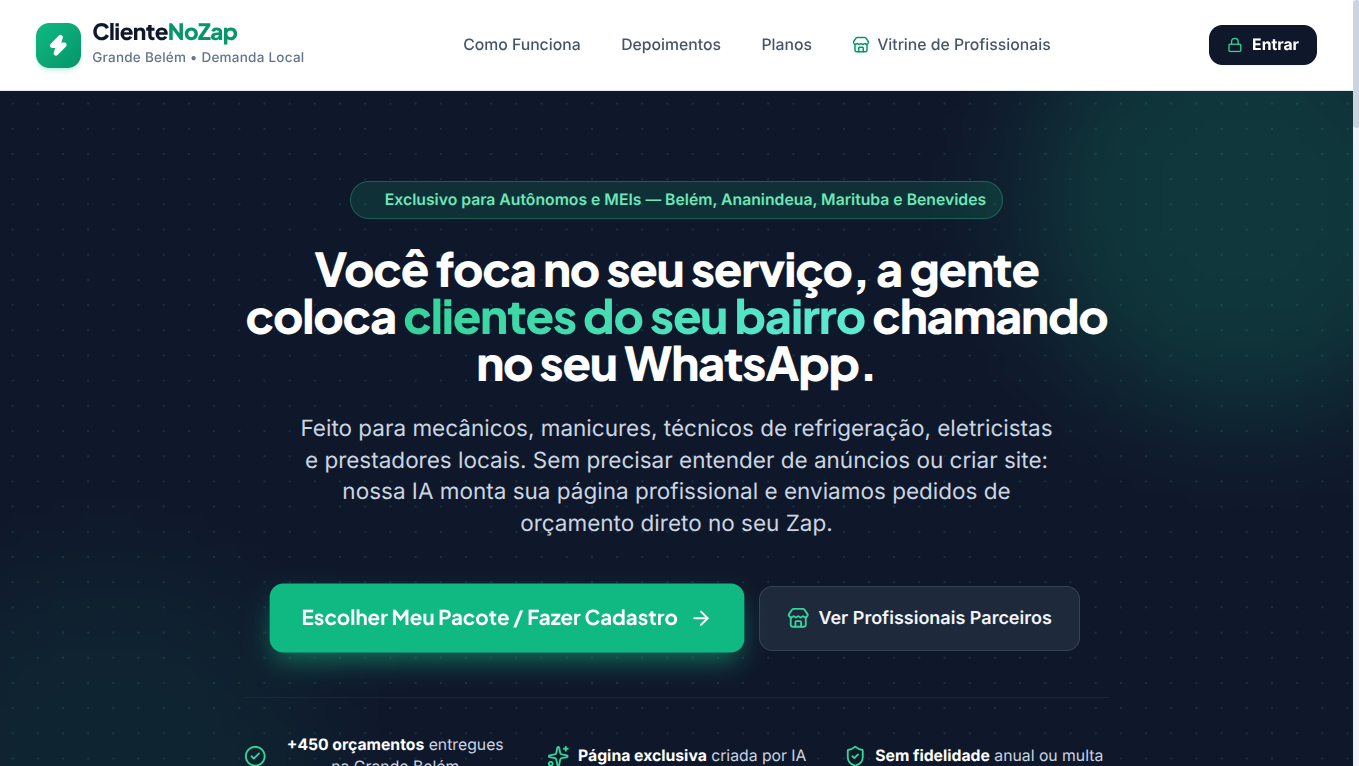 ClienteNoZap
Grande Belém • Demanda Local
Como Funciona
Depoimentos
Planos
Vitrine de Profissionais
Entrar
Exclusivo para Autônomos e MEIs — Belém, Ananindeua, Marituba e Benevides
Você foca no seu serviço, a gente
coloca clientes do seu bairro chamando
no seu WhatsApp.
Feito para mecânicos, manicures, técnicos de refrigeração, eletricistas
e prestadores locais. Sem precisar entender de anúncios ou criar site:
nossa IA monta sua página profissional e enviamos pedidos de
orçamento direto no seu Zap.
Escolher Meu Pacote / Fazer Cadastro
Ver Profissionais Parceiros
+450 orçamentos entregues
na Grande Belém
Página exclusiva criada por IA
Sem fidelidade anual ou multa